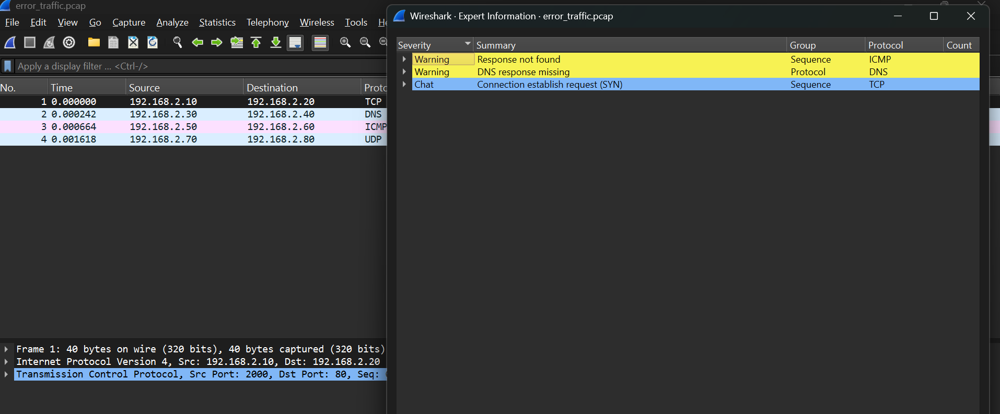 error_traffic.pcap
File Edit View Go Capture Analyze Statistics Telephony Wireless Tools
Apply a display filter ... <Ctrl-/>
No. Time Source Destination
1 0.000000 192.168.2.10 192.168.2.20 TCP
2 0.000242 192.168.2.30 192.168.2.40 DNS
3 0.000664 192.168.2.50 192.168.2.60 ICMP
4 0.001618 192.168.2.70 192.168.2.80 UDP
Frame 1: 40 bytes on wire (320 bits), 40 bytes captured (320 bits)
Internet Protocol Version 4, Src: 192.168.2.10, Dst: 192.168.2.20
Transmission Control Protocol, Src Port: 2000, Dst Port: 80, Seq:
Wireshark · Expert Information · error_traffic.pcap
Severity Summary Group Protocol Count
Warning Response not found Sequence ICMP
Warning DNS response missing Protocol DNS
Chat Connection establish request (SYN) Sequence TCP